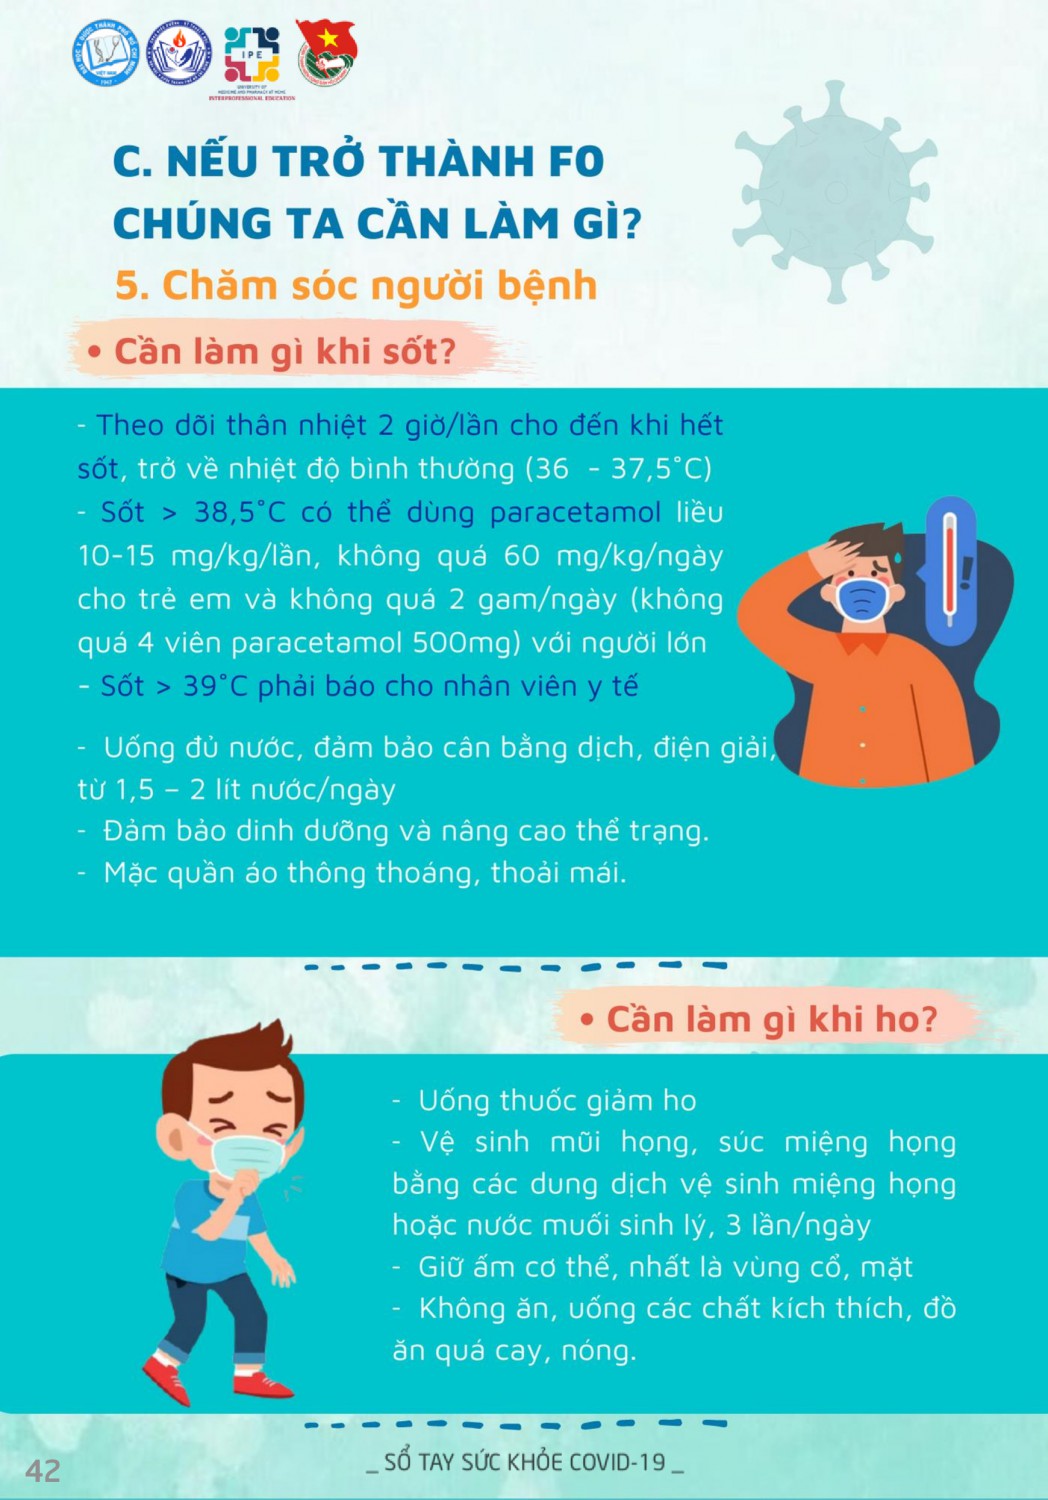 IPE
UNIVERSITY OF
MEDICINE AND PHARMACY AT HCMC
INTERPROFESSIONAL EDUCATION
C. NẾU TRỞ THÀNH F0
CHÚNG TA CẦN LÀM GÌ?
5. Chăm sóc người bệnh
• Cần làm gì khi sốt?
- Theo dõi thân nhiệt 2 giờ/lần cho đến khi hết
sốt, trở về nhiệt độ bình thường (36 - 37,5°C)
- Sốt > 38,5°C có thể dùng paracetamol liều
10-15 mg/kg/lần, không quá 60 mg/kg/ngày
cho trẻ em và không quá 2 gam/ngày (không
quá 4 viên paracetamol 500mg) với người lớn
- Sốt > 39°C phải báo cho nhân viên y tế
- Uống đủ nước, đảm bảo cân bằng dịch, điện giải,
từ 1,5 – 2 lít nước/ngày
- Đảm bảo dinh dưỡng và nâng cao thể trạng.
- Mặc quần áo thông thoáng, thoải mái.
• Cần làm gì khi ho?
- Uống thuốc giảm ho
- Vệ sinh mũi họng, súc miệng họng
bằng các dung dịch vệ sinh miệng họng
hoặc nước muối sinh lý, 3 lần/ngày
- Giữ ấm cơ thể, nhất là vùng cổ, mặt
- Không ăn, uống các chất kích thích, đồ
ăn quá cay, nóng.
42
_ SỔ TAY SỨC KHỎE COVID-19 _